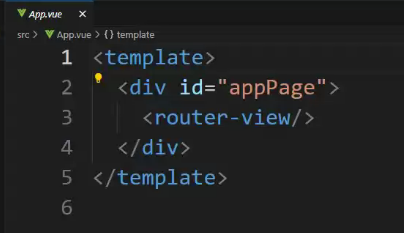 App.vue ×
src > App.vue > {} template
1 <template>
2   <div id="appPage">
3     <router-view/>
4   </div>
5 </template>
6